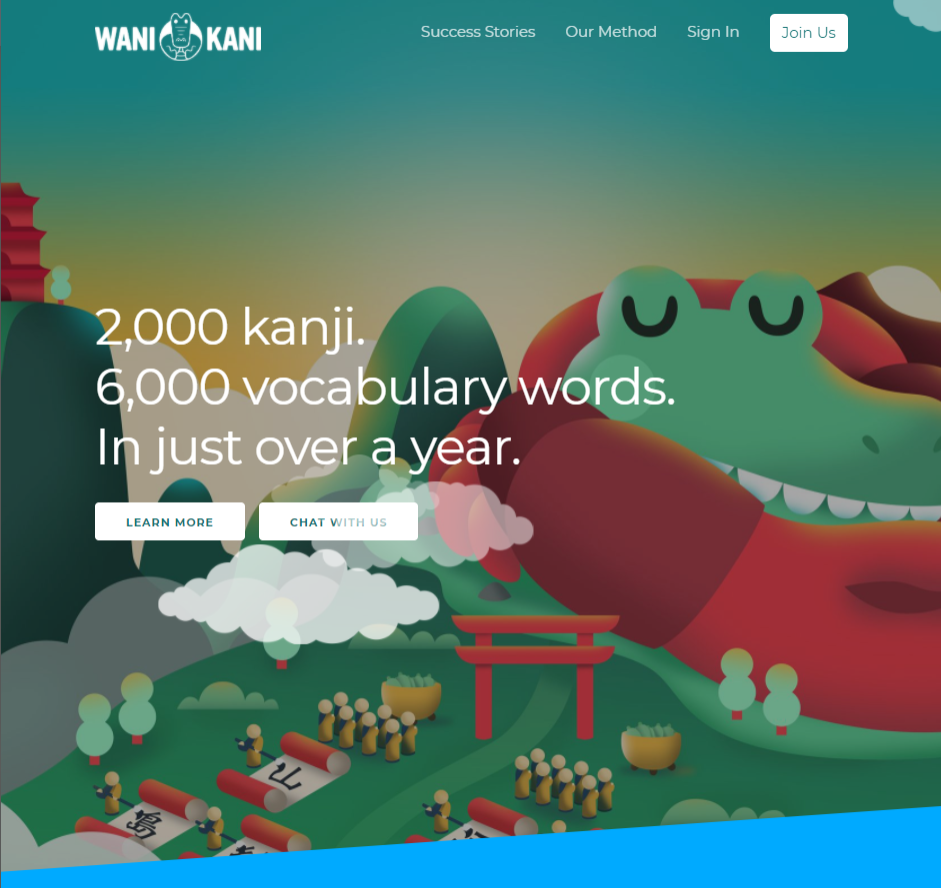 WANI KANI
Success Stories
Our Method
Sign In
Join Us
2,000 kanji.
6,000 vocabulary words.
In just over a year.
LEARN MORE
CHAT WITH US
山
島